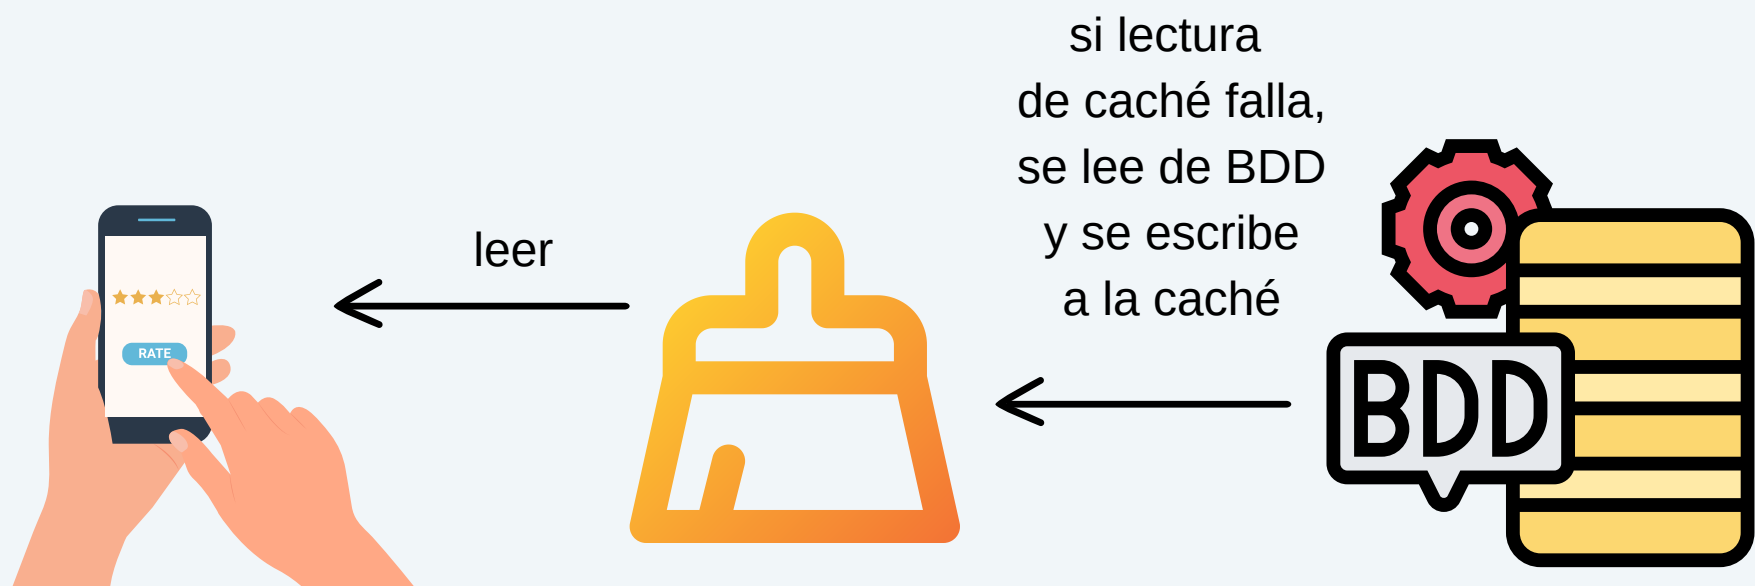 si lectura
de caché falla,
se lee de BDD
y se escribe
a la caché
leer
RATE
BDD